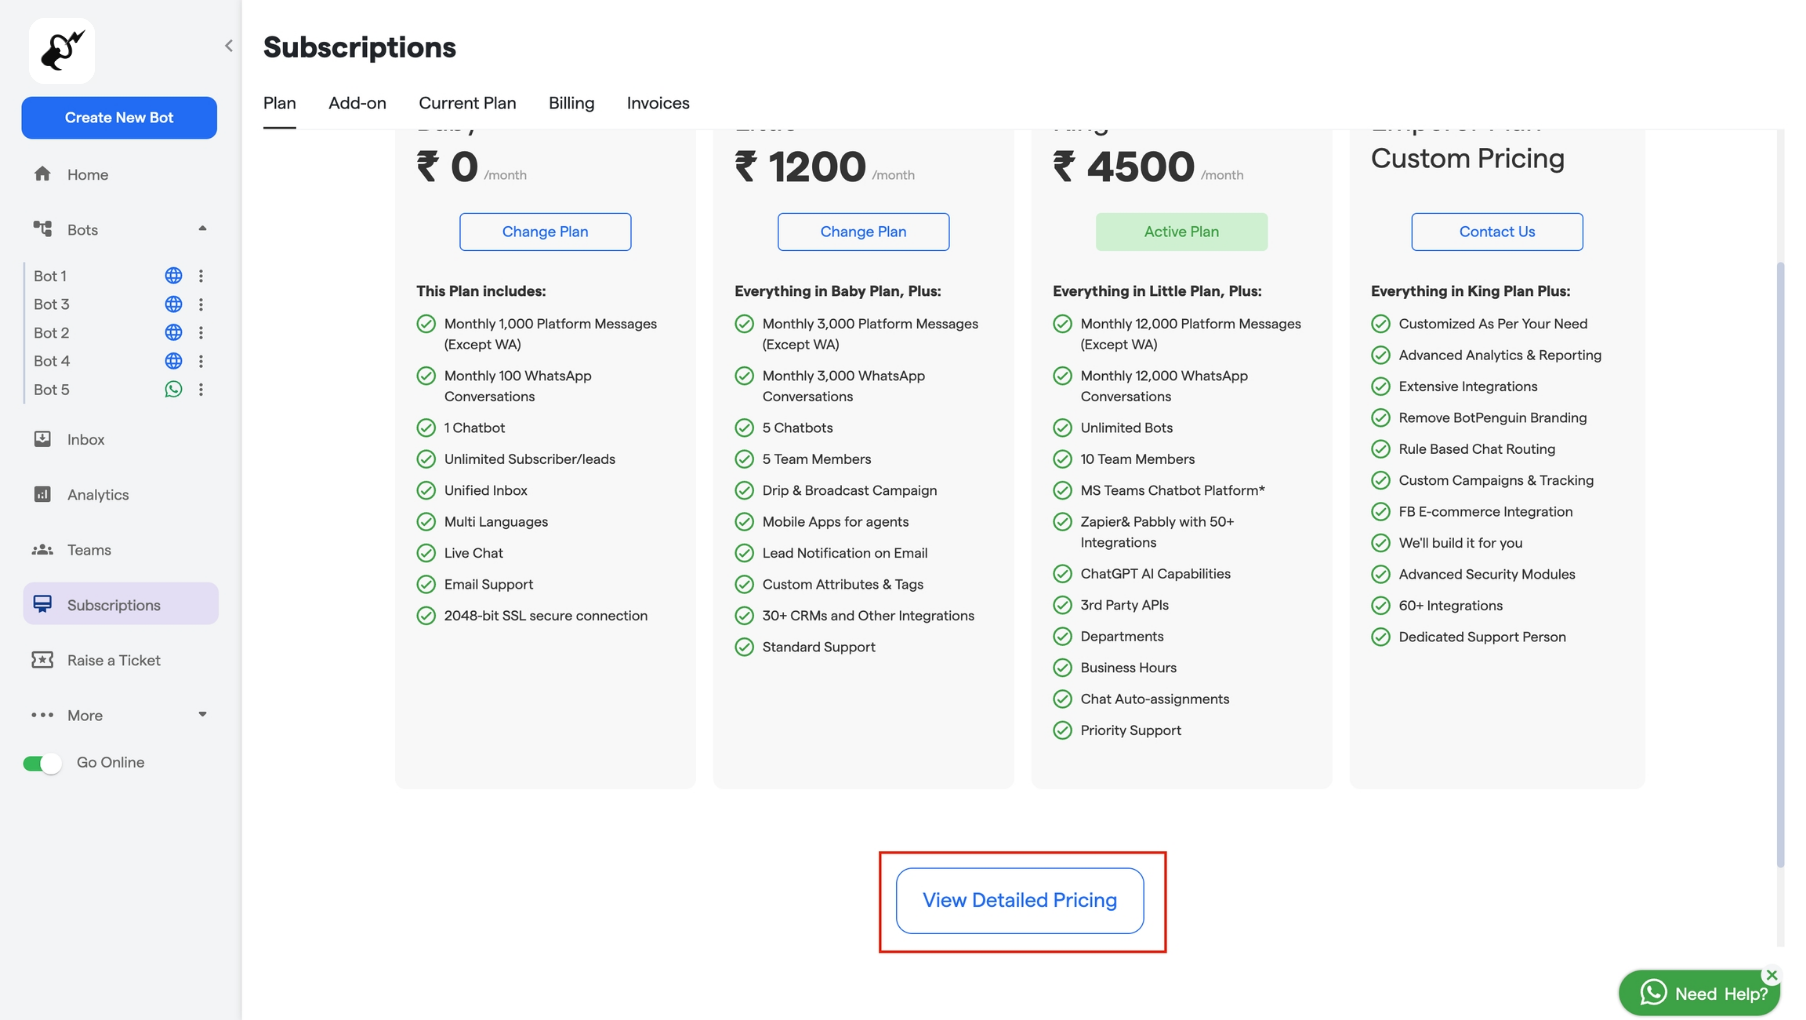 Subscriptions
Create New Bot
Plan
Add-on
Current Plan
Billing
Invoices
Home
Bots
Bot 1
Bot 3
Bot 2
Bot 4
Bot 5
Inbox
Analytics
Teams
Subscriptions
Raise a Ticket
More
Go Online
₹ 0 /month
Change Plan
This Plan includes:
Monthly 1,000 Platform Messages
(Except WA)
Monthly 100 WhatsApp
Conversations
1 Chatbot
Unlimited Subscriber/leads
Unified Inbox
Multi Languages
Live Chat
Email Support
2048-bit SSL secure connection
₹ 1200 /month
Change Plan
Everything in Baby Plan, Plus:
Monthly 3,000 Platform Messages
(Except WA)
Monthly 3,000 WhatsApp
Conversations
5 Chatbots
5 Team Members
Drip & Broadcast Campaign
Mobile Apps for agents
Lead Notification on Email
Custom Attributes & Tags
30+ CRMs and Other Integrations
Standard Support
₹ 4500 /month
Active Plan
Everything in Little Plan, Plus:
Monthly 12,000 Platform Messages
(Except WA)
Monthly 12,000 WhatsApp
Conversations
Unlimited Bots
10 Team Members
MS Teams Chatbot Platform*
Zapier& Pabbly with 50+
Integrations
ChatGPT AI Capabilities
3rd Party APIs
Departments
Business Hours
Chat Auto-assignments
Priority Support
Custom Pricing
Contact Us
Everything in King Plan Plus:
Customized As Per Your Need
Advanced Analytics & Reporting
Extensive Integrations
Remove BotPenguin Branding
Rule Based Chat Routing
Custom Campaigns & Tracking
FB E-commerce Integration
We'll build it for you
Advanced Security Modules
60+ Integrations
Dedicated Support Person
View Detailed Pricing
Need Help?